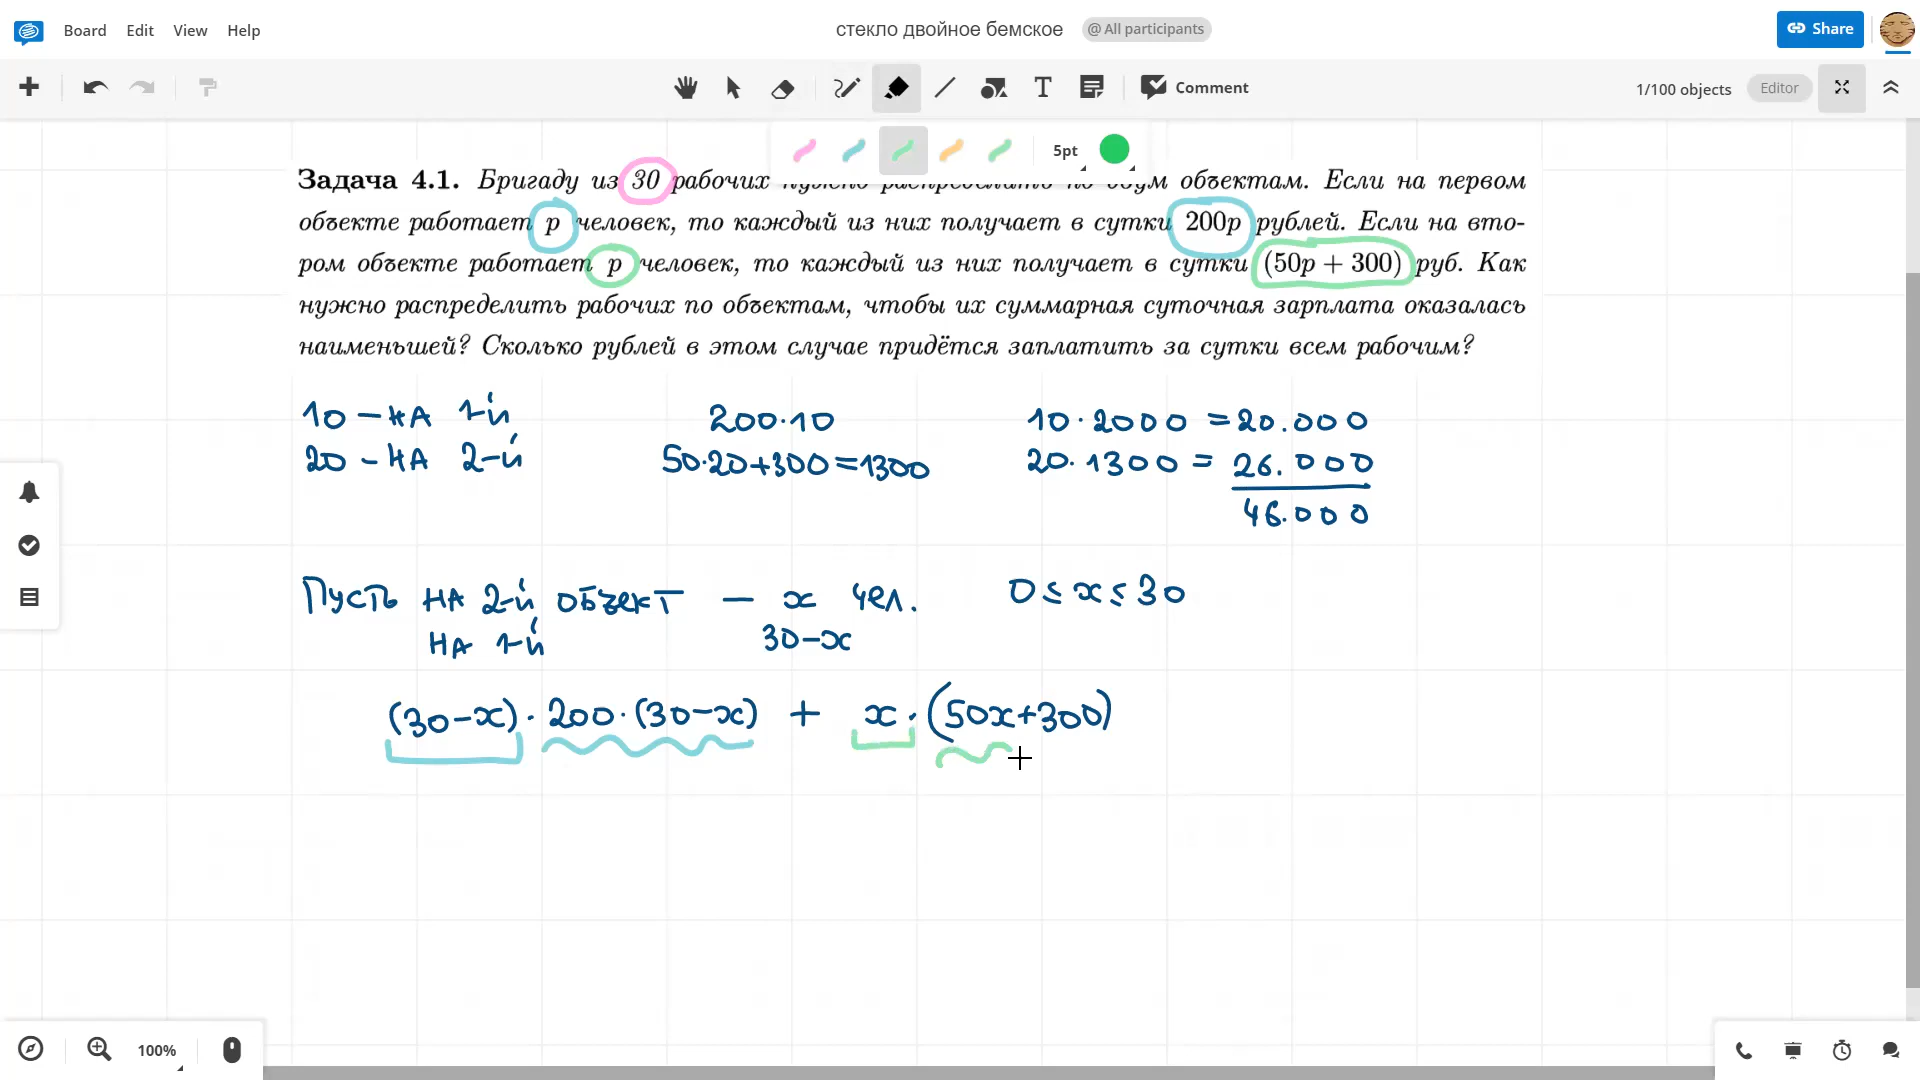 Board Edit View Help
стекло двойное бемское @ All participants
Share
Comment
1/100 objects
Editor
5pt
Задача 4.1. Бригаду из 30 рабочих нужно распределить по двум объектам. Если на первом
объекте работает p человек, то каждый из них получает в сутки 200p рублей. Если на вто-
ром объекте работает p человек, то каждый из них получает в сутки (50p + 300) руб. Как
нужно распределить рабочих по объектам, чтобы их суммарная суточная зарплата оказалась
наименьшей? Сколько рублей в этом случае придётся заплатить за сутки всем рабочим?
10 – НА 1-й 200·10 10·2000 = 20.000
20 – НА 2-й 50·20+300=1300 20·1300 = 26.000
46.000
Пусть НА 2-й объект – x чел. 0 ≤ x ≤ 30
НА 1-й 30–x
(30–x)·200·(30–x) + x·(50x+300)
100%